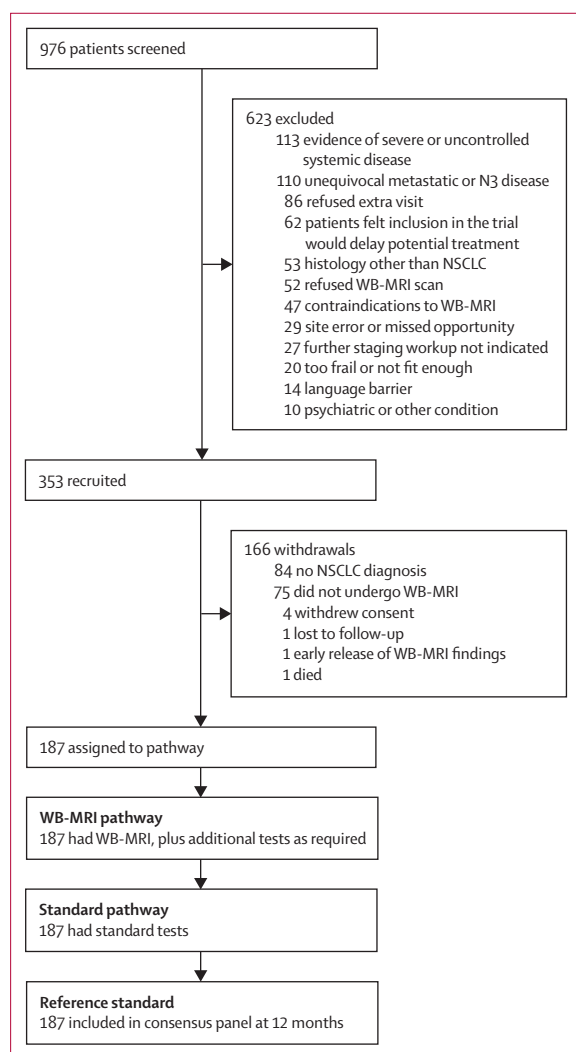 976 patients screened
623 excluded
113 evidence of severe or uncontrolled
systemic disease
110 unequivocal metastatic or N3 disease
86 refused extra visit
62 patients felt inclusion in the trial
would delay potential treatment
53 histology other than NSCLC
52 refused WB-MRI scan
47 contraindications to WB-MRI
29 site error or missed opportunity
27 further staging workup not indicated
20 too frail or not fit enough
14 language barrier
10 psychiatric or other condition
353 recruited
166 withdrawals
84 no NSCLC diagnosis
75 did not undergo WB-MRI
4 withdrew consent
1 lost to follow-up
1 early release of WB-MRI findings
1 died
187 assigned to pathway
WB-MRI pathway
187 had WB-MRI, plus additional tests as required
Standard pathway
187 had standard tests
Reference standard
187 included in consensus panel at 12 months